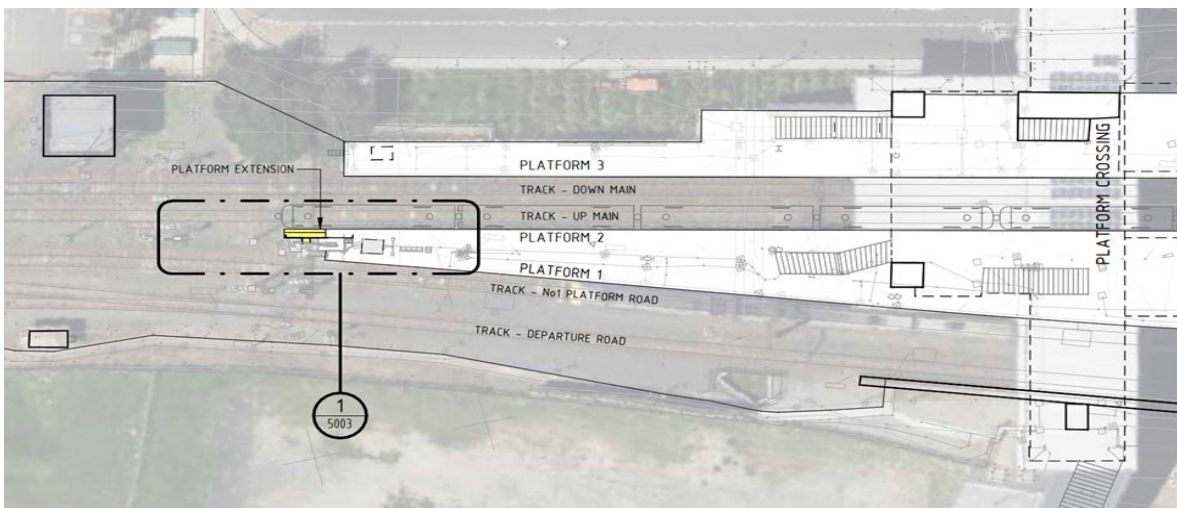 PLATFORM 3
PLATFORM EXTENSION
TRACK - DOWN MAIN
TRACK - UP MAIN
PLATFORM 2
PLATFORM 1
TRACK - No1 PLATFORM ROAD
TRACK - DEPARTURE ROAD
PLATFORM CROSSING
1
5003